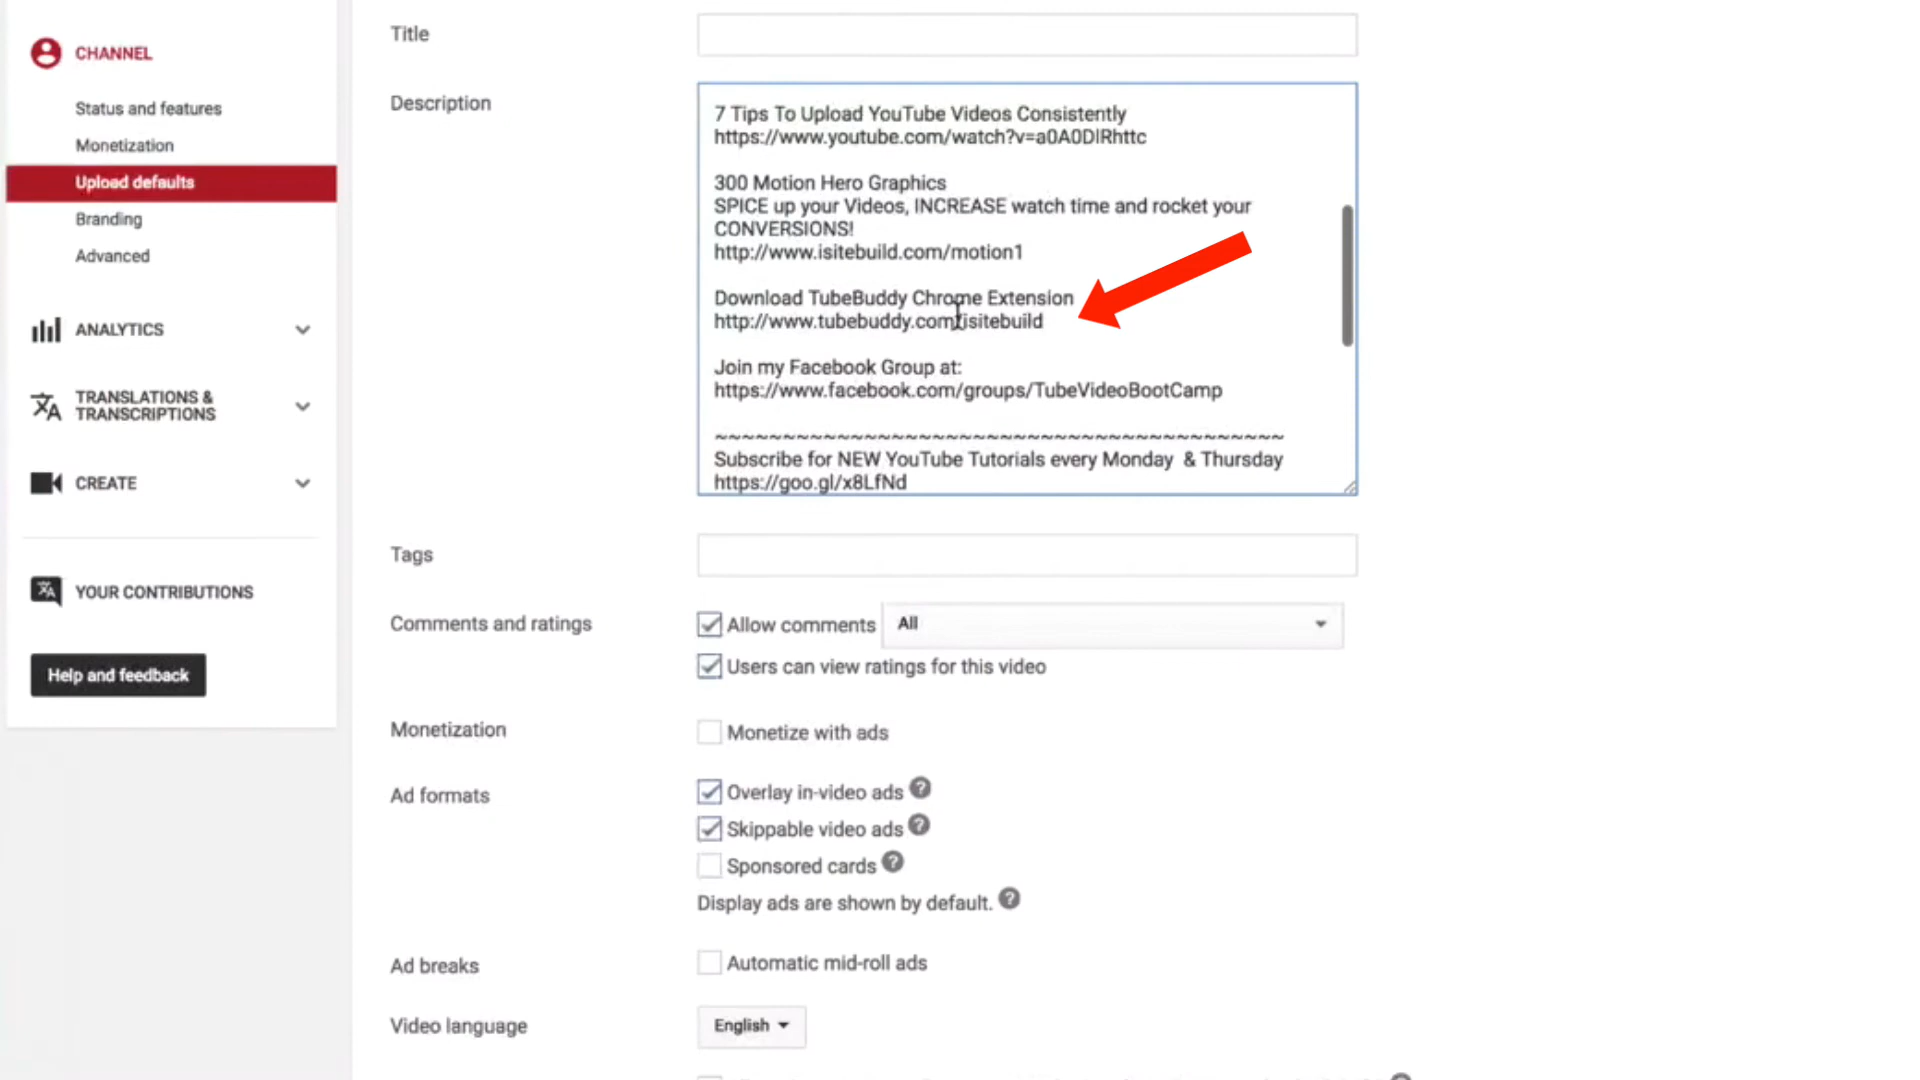 CHANNEL
Status and features
Monetization
Upload defaults
Branding
Advanced
ANALYTICS
TRANSLATIONS &
TRANSCRIPTIONS
CREATE
YOUR CONTRIBUTIONS
Help and feedback
Title
Description
7 Tips To Upload YouTube Videos Consistently
https://www.youtube.com/watch?v=a0A0DlRhttc
300 Motion Hero Graphics
SPICE up your Videos, INCREASE watch time and rocket your
CONVERSIONS!
http://www.isitebuild.com/motion1
Download TubeBuddy Chrome Extension
http://www.tubebuddy.com/isitebuild
Join my Facebook Group at:
https://www.facebook.com/groups/TubeVideoBootCamp
~~~~~~~~~~~~~~~~~~~~~~~~~~~~~~~~~~~~~~~~~~
Subscribe for NEW YouTube Tutorials every Monday  & Thursday
https://goo.gl/x8LfNd
Tags
Comments and ratings
Allow comments All
Users can view ratings for this video
Monetization
Monetize with ads
Ad formats
Overlay in-video ads ?
Skippable video ads ?
Sponsored cards ?
Display ads are shown by default. ?
Ad breaks
Automatic mid-roll ads
Video language
English